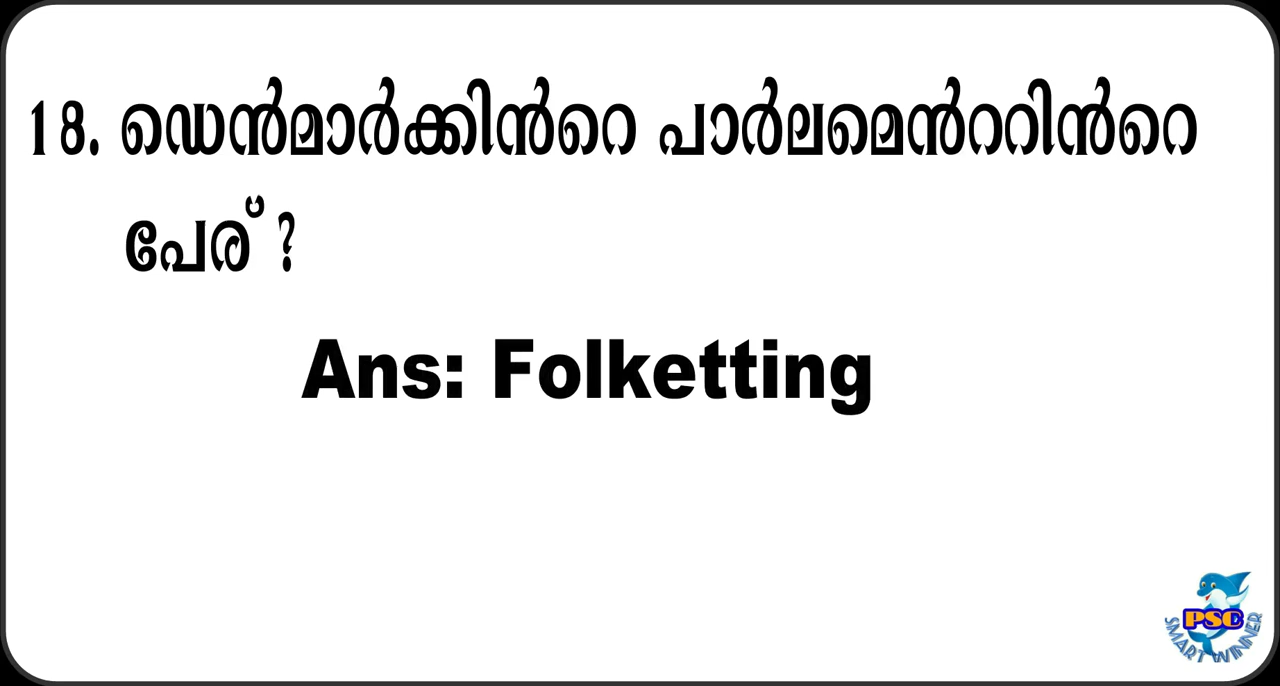 18. ഡെൻമാർക്കിൻറെ പാർലമെൻററിൻറെ
പേര് ?
Ans: Folketting
PSC
SMART WINNER